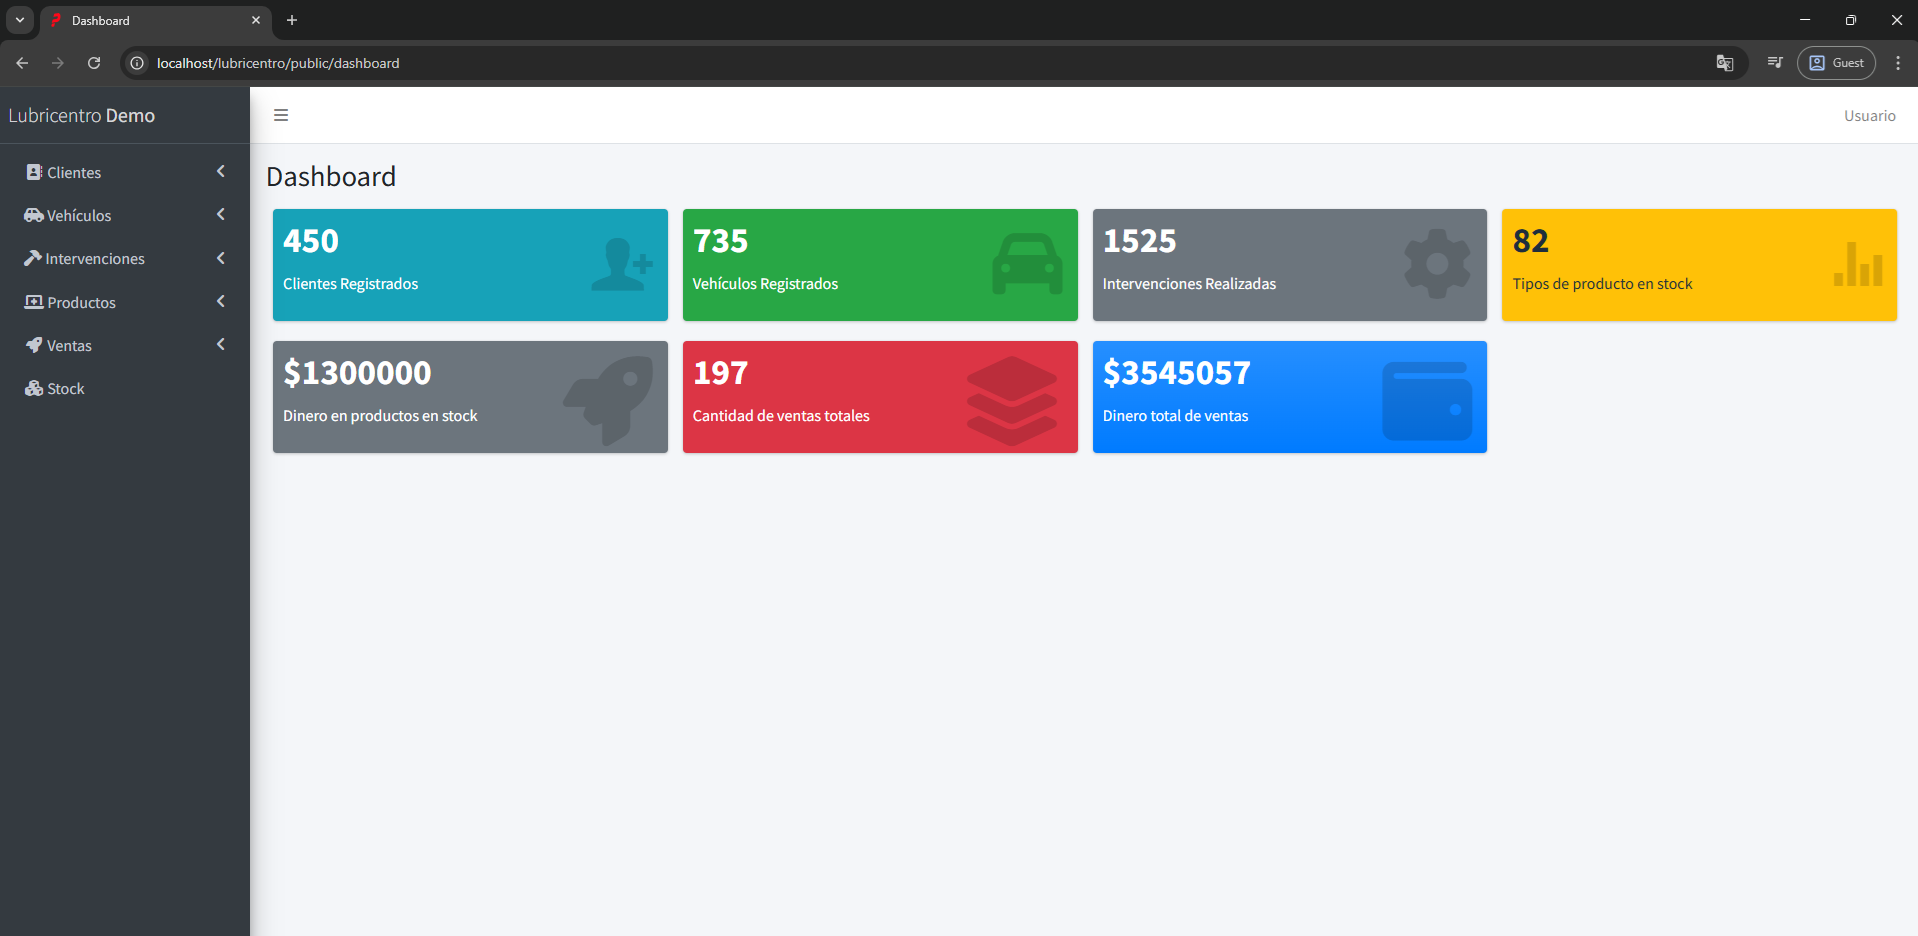 Dashboard
localhost/lubricentro/public/dashboard
Guest
Lubricentro Demo
Usuario
Clientes
Vehículos
Intervenciones
Productos
Ventas
Stock
Dashboard
450
Clientes Registrados
735
Vehículos Registrados
1525
Intervenciones Realizadas
82
Tipos de producto en stock
$1300000
Dinero en productos en stock
197
Cantidad de ventas totales
$3545057
Dinero total de ventas